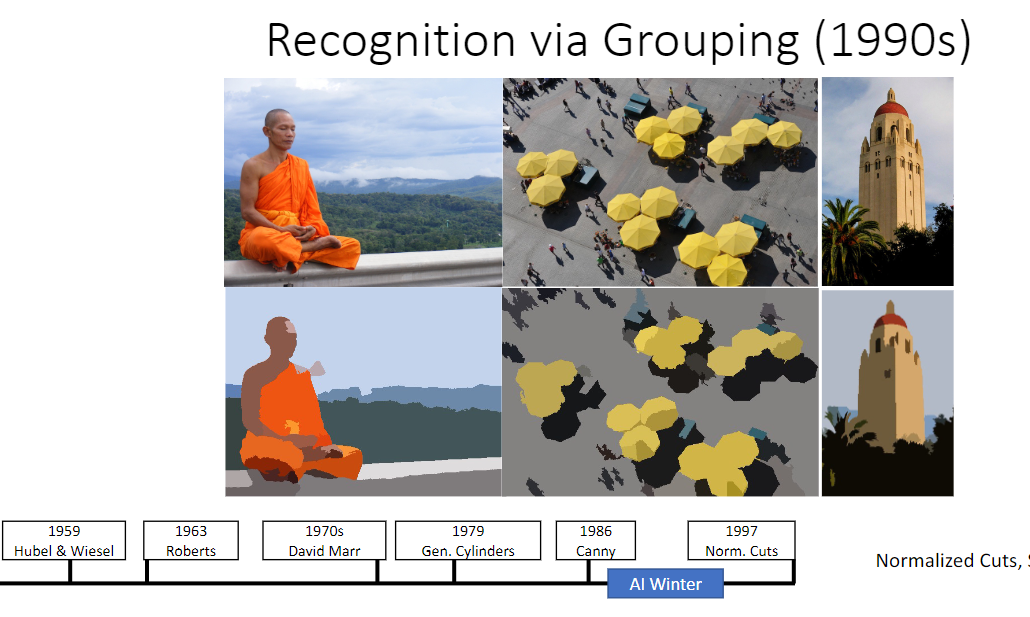 Recognition via Grouping (1990s)
1959
Hubel & Wiesel
1963
Roberts
1970s
David Marr
1979
Gen. Cylinders
1986
Canny
1997
Norm. Cuts
AI Winter
Normalized Cuts,